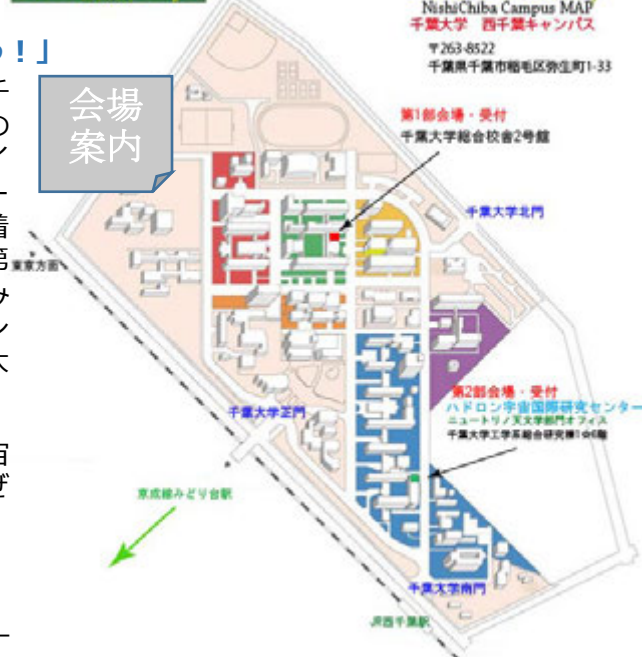 NishiChiba Campus MAP
千葉大学 西千葉キャンパス
〒263-8522
千葉県千葉市稲毛区弥生町1-33
う！」
会場
案内
第1部会場・受付
千葉大学総合校舎2号館
千葉大学北門
東京方面
第2部会場・受付
ハドロン宇宙国際研究センター
ニュートリノ天文学部門オフィス
千葉大学工学系総合研究棟
千葉大学正門
京成線みどり台駅
千葉大学南門
JR西千葉駅